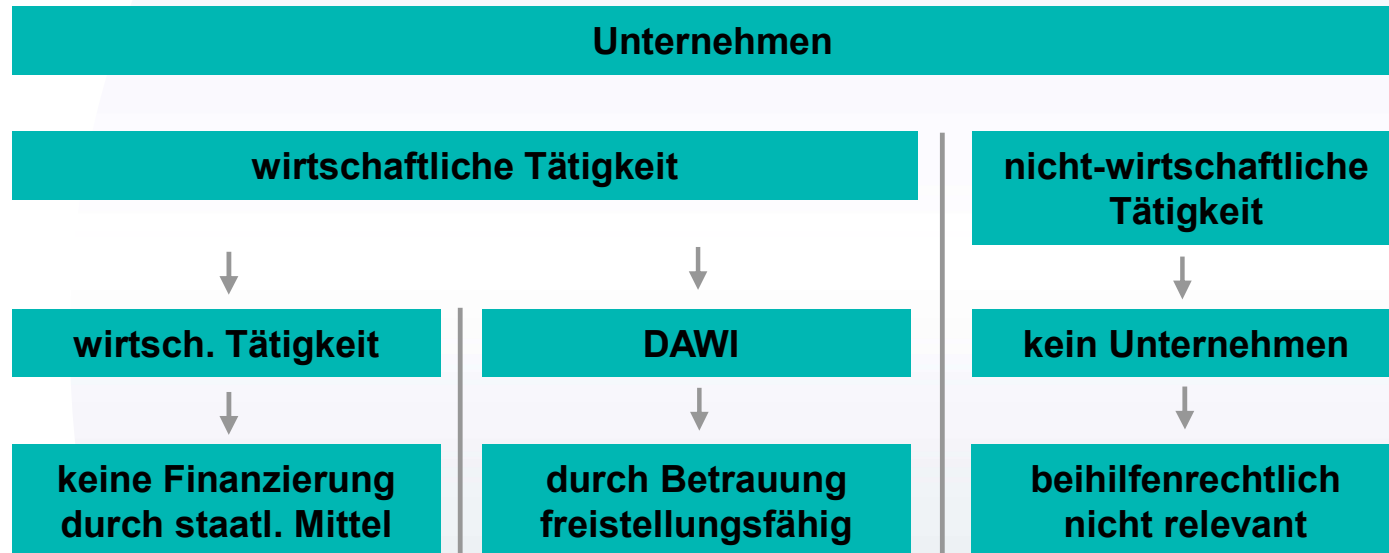 Unternehmen
wirtschaftliche Tätigkeit
nicht-wirtschaftliche
Tätigkeit
wirtsch. Tätigkeit
DAWI
kein Unternehmen
keine Finanzierung
durch staatl. Mittel
durch Betrauung
freistellungsfähig
beihilfenrechtlich
nicht relevant